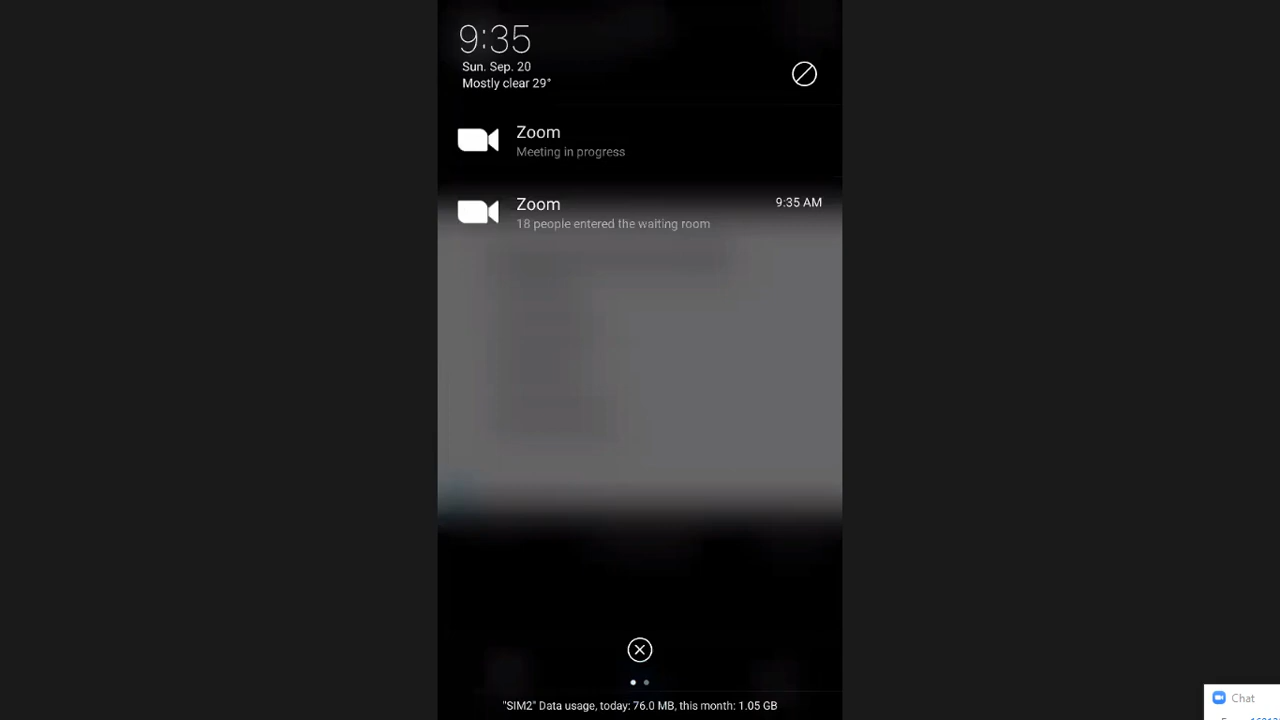 9:35
Sun. Sep. 20
Mostly clear 29°
Zoom
Meeting in progress
Zoom
9:35 AM
18 people entered the waiting room
"SIM2" Data usage, today: 76.0 MB, this month: 1.05 GB
Chat